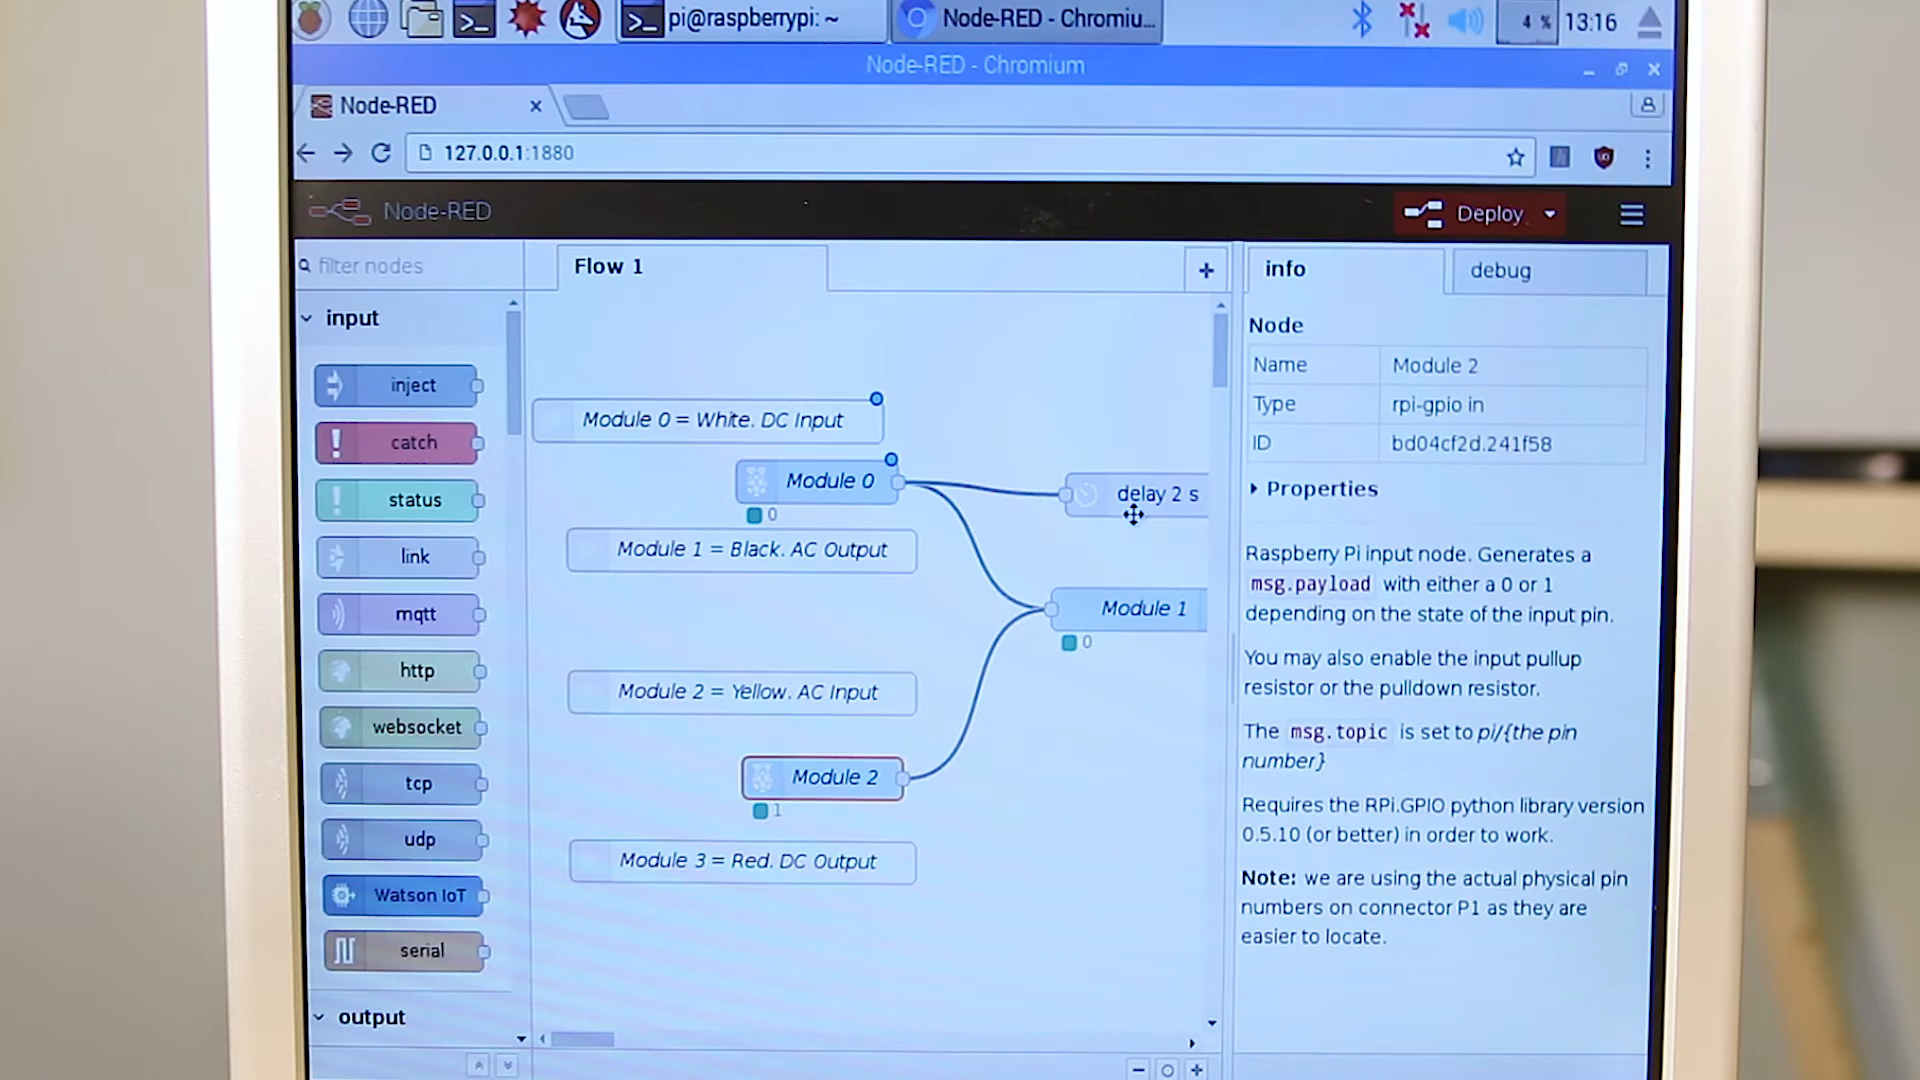 pi@raspberrypi: ~
Node-RED - Chromiu...
4 %
13:16
Node-RED - Chromium
Node-RED
127.0.0.1:1880
Node-RED
Deploy
filter nodes
Flow 1
info
debug
input
inject
catch
status
link
mqtt
http
websocket
tcp
udp
Watson IoT
serial
output
Module 0 = White. DC Input
Module 0
0
delay 2 s
Module 1 = Black. AC Output
Module 1
0
Module 2 = Yellow. AC Input
Module 2
1
Module 3 = Red. DC Output
Node
Name Module 2
Type rpi-gpio in
ID bd04cf2d.241f58
Properties
Raspberry Pi input node. Generates a
msg.payload with either a 0 or 1
depending on the state of the input pin.
You may also enable the input pullup
resistor or the pulldown resistor.
The msg.topic is set to pi/{the pin
number}
Requires the RPi.GPIO python library version
0.5.10 (or better) in order to work.
Note: we are using the actual physical pin
numbers on connector P1 as they are
easier to locate.